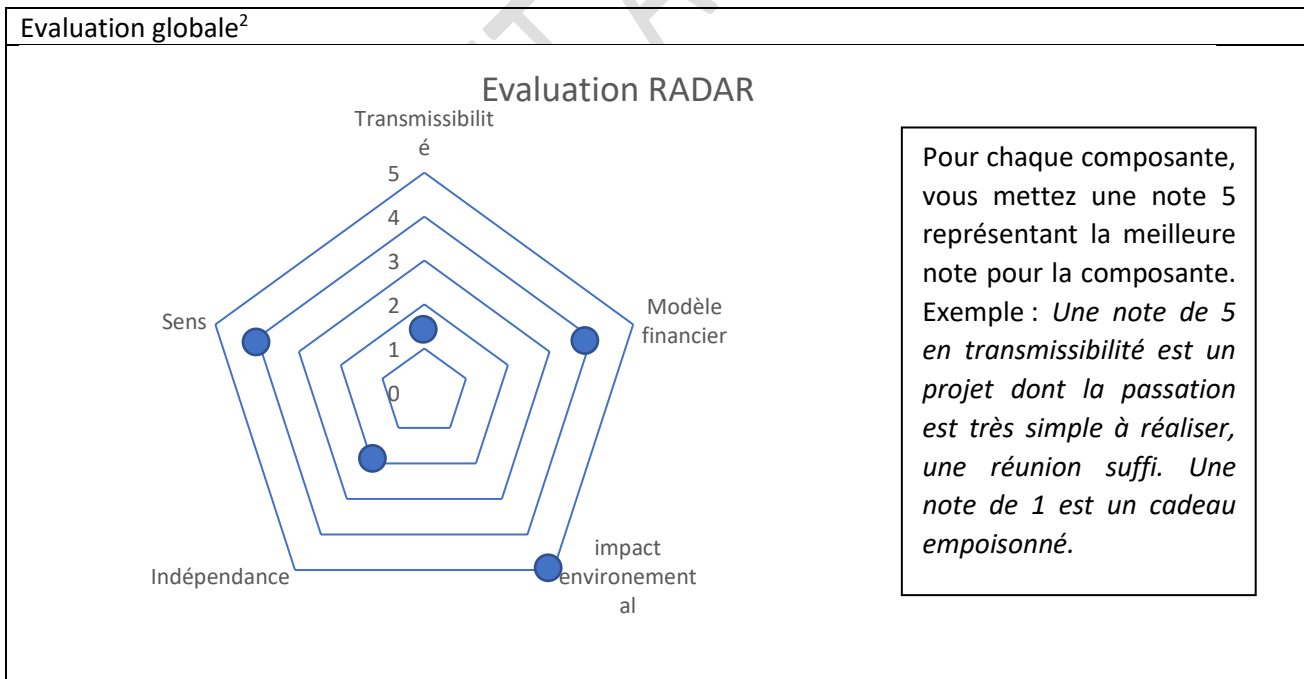 Evaluation globale²
Evaluation RADAR
Transmissibilit
é
5
4
3
2
1
0
Modèle
financier
impact
environemental
al
Indépendance
Sens
Pour chaque composante,
vous mettez une note 5
représentant la meilleure
note pour la composante.
Exemple : Une note de 5
en transmissibilité est un
projet dont la passation
est très simple à réaliser,
une réunion suffi. Une
note de 1 est un cadeau
empoisonné.